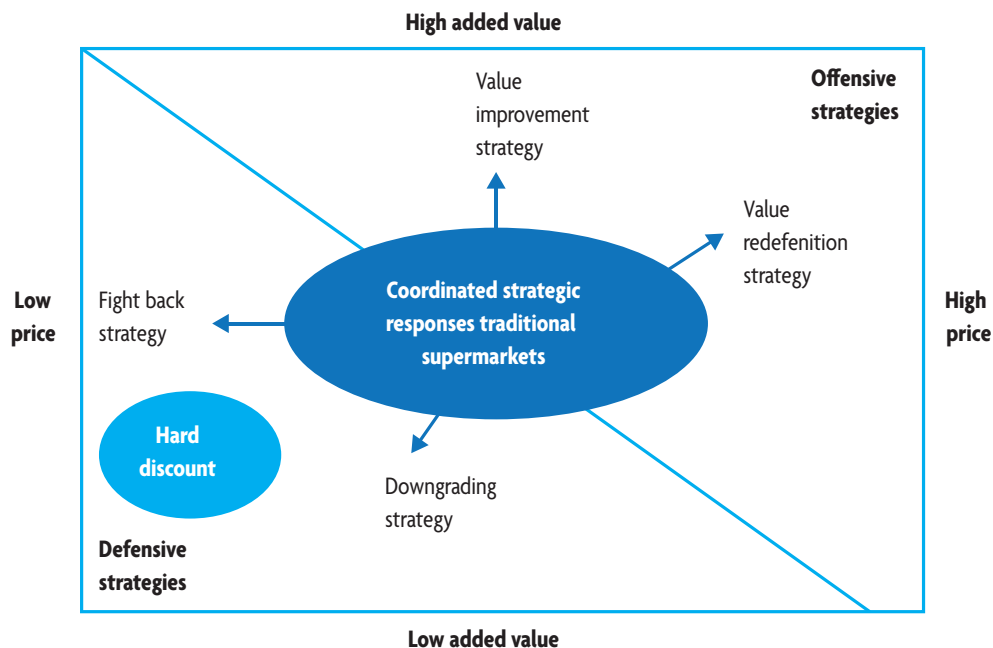 High added value
Value
improvement
strategy
Offensive
strategies
Value
redefenition
strategy
Low
price
Fight back
strategy
Coordinated strategic
responses traditional
supermarkets
High
price
Hard
discount
Downgrading
strategy
Defensive
strategies
Low added value